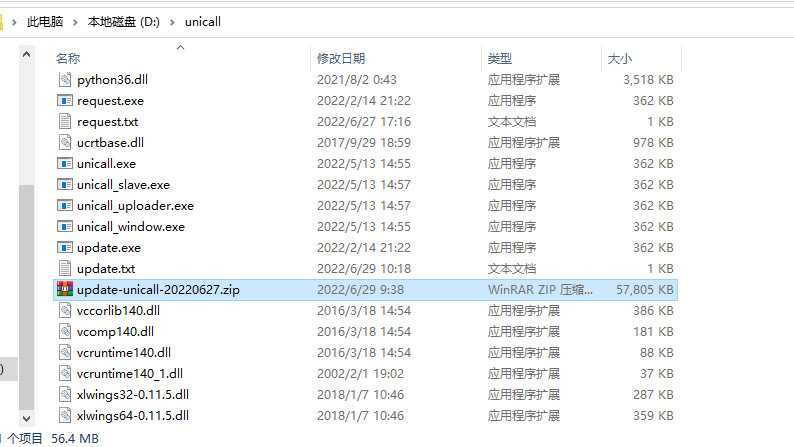 此电脑 > 本地磁盘 (D:) > unicall
名称 修改日期 类型 大小
python36.dll 2021/8/2 0:43 应用程序扩展 3,518 KB
request.exe 2022/2/14 21:22 应用程序 362 KB
request.txt 2022/6/27 17:16 文本文档 1 KB
ucrtbase.dll 2017/9/29 18:59 应用程序扩展 978 KB
unicall.exe 2022/5/13 14:55 应用程序 362 KB
unicall_slave.exe 2022/5/13 14:57 应用程序 362 KB
unicall_uploader.exe 2022/5/13 14:57 应用程序 362 KB
unicall_window.exe 2022/5/13 14:55 应用程序 362 KB
update.exe 2022/2/14 21:22 应用程序 362 KB
update.txt 2022/6/29 10:18 文本文档 1 KB
update-unicall-20220627.zip 2022/6/29 9:38 WinRAR ZIP 压缩... 57,805 KB
vccorlib140.dll 2016/3/18 14:54 应用程序扩展 386 KB
vcomp140.dll 2016/3/18 14:54 应用程序扩展 181 KB
vcruntime140.dll 2016/3/18 14:54 应用程序扩展 88 KB
vcruntime140_1.dll 2002/2/1 19:02 应用程序扩展 37 KB
xlwings32-0.11.5.dll 2018/1/7 10:46 应用程序扩展 287 KB
xlwings64-0.11.5.dll 2018/1/7 10:46 应用程序扩展 359 KB
个项目 56.4 MB